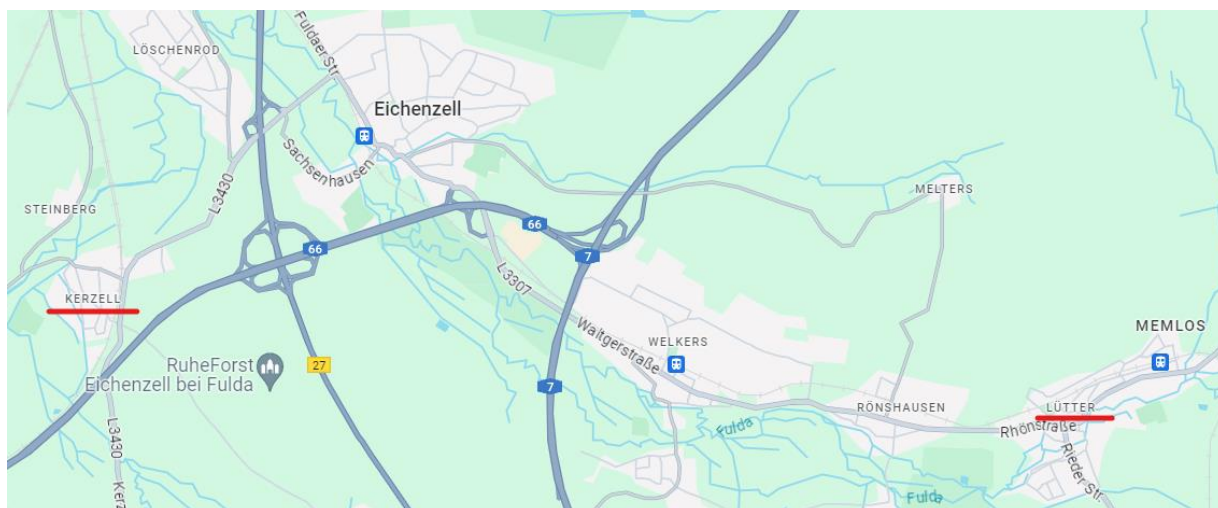 Fuldaer Str.
LÖSCHENROD
Eichenzell
Sachsenhausen
L3430
STEINBERG
MELTERS
66
66
7
KERZELL
L3307
Waltgerstraße
WELKERS
MEMLOS
RuheForst
Eichenzell bei Fulda
27
7
RÖNSHAUSEN
LÜTTER
Rhönstraße
Fulda
Rieder Str.
L3430
Kerz
Fulda